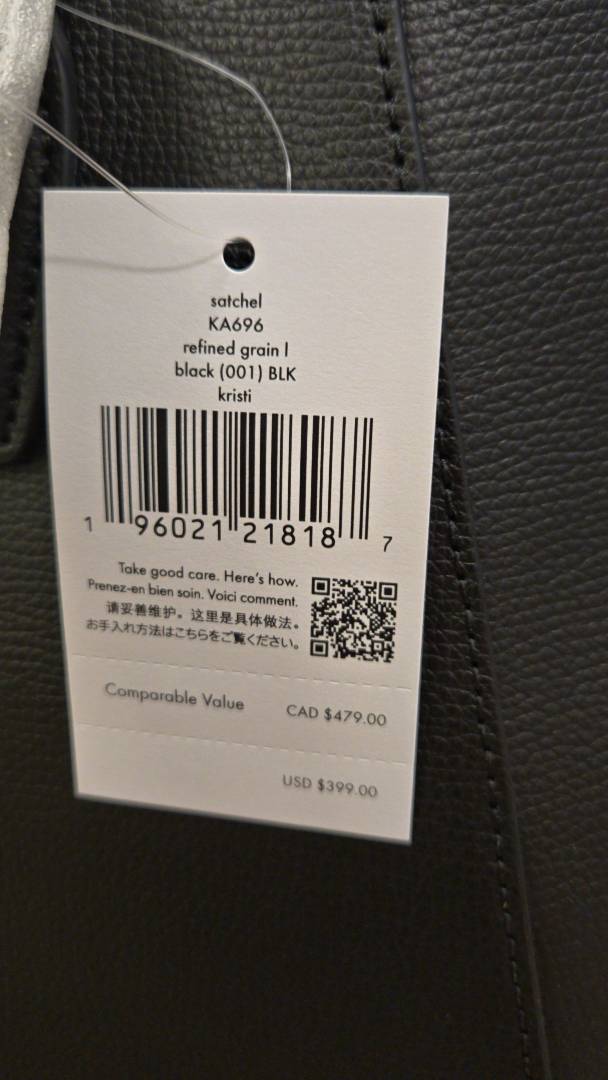 satchel
KA696
refined grain l
black (001) BLK
kristi
1 96021 21818 7
Take good care. Here's how.
Prenez-en bien soin. Voici comment.
请妥善维护。这里是具体做法。
お手入れ方法はこちらをご覧ください。
Comparable Value CAD $479.00
USD $399.00